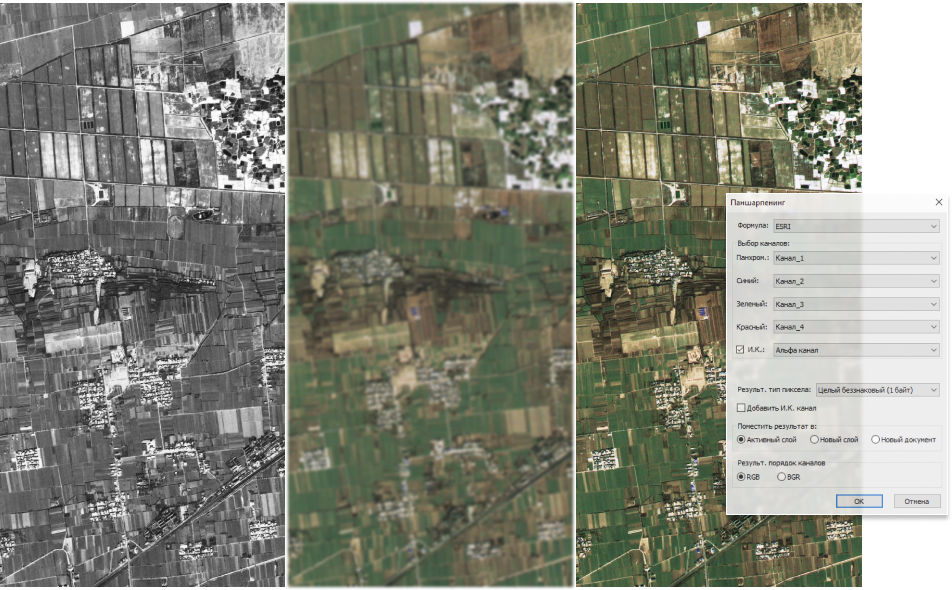 Паншарпенинг
Формула: ESRI
Выбор каналов:
Панхром.: Канал_1
Синий: Канал_2
Зеленый: Канал_3
Красный: Канал_4
И.К.: Альфа канал
Результ. тип пиксела: Целый беззнаковый (1 байт)
Добавить И.К. канал
Поместить результат в:
Активный слой Новый слой Новый документ
Результ. порядок каналов
RGB BGR
OK Отмена